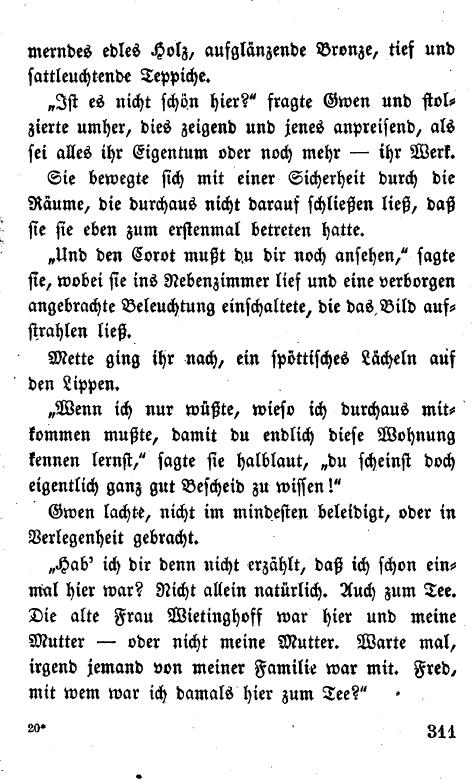 merndes edles Holz, aufglänzende Bronze, tief und
sattleuchtende Teppiche.
„Ist es nicht schön hier?“ fragte Gwen und stol-
zierte umher, dies zeigend und jenes anpreisend, als
sei alles ihr Eigentum oder noch mehr — ihr Werk.
Sie bewegte sich mit einer Sicherheit durch die
Räume, die durchaus nicht darauf schließen ließ, daß
sie sie eben zum erstenmal betreten hatte.
„Und den Corot mußt du dir noch ansehen,“ sagte
sie, wobei sie ins Nebenzimmer lief und eine verborgen
angebrachte Beleuchtung einschaltete, die das Bild auf-
strahlen ließ.
Mette ging ihr nach, ein spöttisches Lächeln auf
den Lippen.
„Wenn ich nur wüßte, wieso ich durchaus mit-
kommen mußte, damit du endlich diese Wohnung
kennen lernst,“ sagte sie halblaut, „du scheinst doch
eigentlich ganz gut Bescheid zu wissen!“
Gwen lachte, nicht im mindesten beleidigt, oder in
Verlegenheit gebracht.
„Hab' ich dir denn nicht erzählt, daß ich schon ein-
mal hier war? Nicht allein natürlich. Auch zum Tee.
Die alte Frau Wietinghoff war hier und meine
Mutter — oder nicht meine Mutter. Warte mal,
irgend jemand von meiner Familie war mit. Fred,
mit wem war ich damals hier zum Tee?“
20*
311